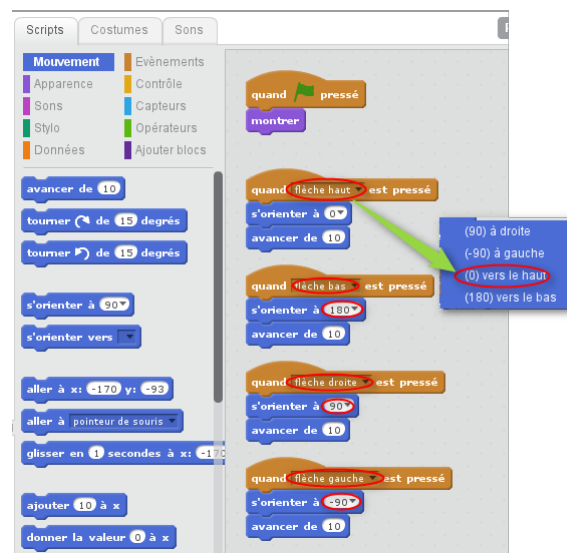 Scripts Costumes Sons
Mouvement Evènements
Apparence Contrôle
Sons Capteurs
Stylo Opérateurs
Données Ajouter blocs
avancer de 10
tourner de 15 degrés
tourner de 15 degrés
s'orienter à 90
s'orienter vers
aller à x: -170 y: -93
aller à pointeur de souris
glisser en 1 secondes à x: -170
ajouter 10 à x
donner la valeur 0 à x
quand pressé
montrer
quand flèche haut est pressé
s'orienter à 0
avancer de 10
quand flèche bas est pressé
s'orienter à 180
avancer de 10
quand flèche droite est pressé
s'orienter à 90
avancer de 10
quand flèche gauche est pressé
s'orienter à -90
avancer de 10
(90) à droite
(-90) à gauche
(0) vers le haut
(180) vers le bas